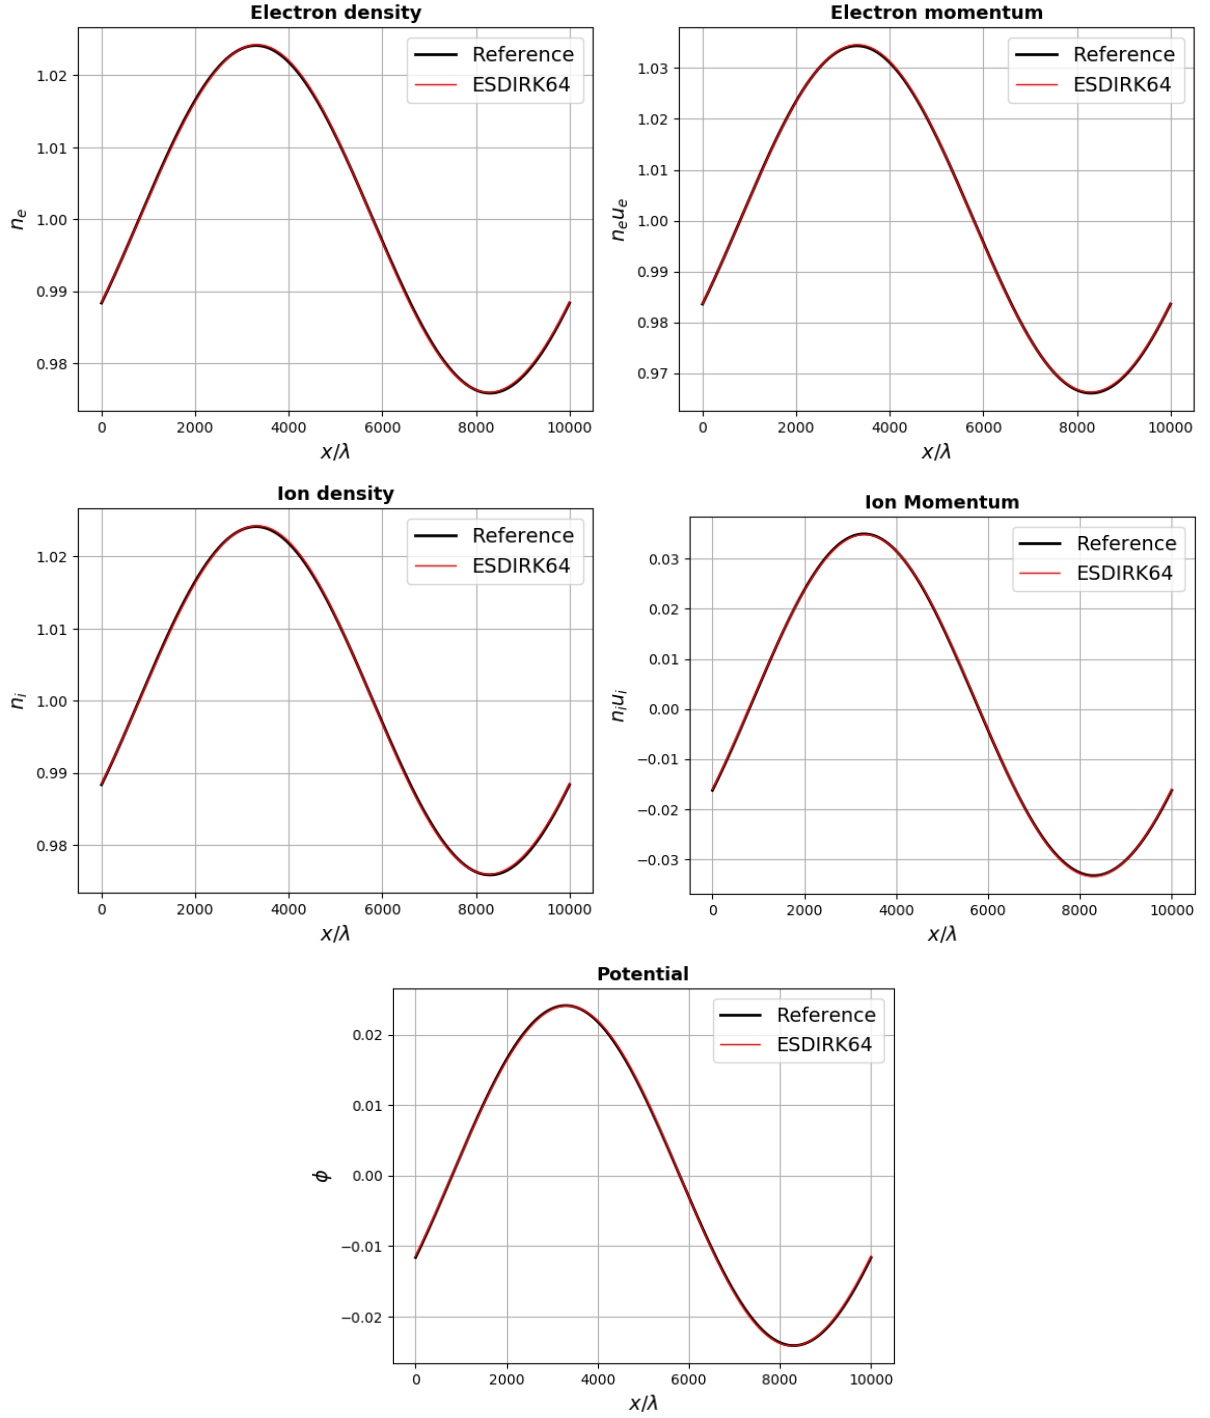 Electron density
Reference
ESDIRK64
1.02
1.01
1.00
0.99
0.98
n_e
0 2000 4000 6000 8000 10000
x/λ
Electron momentum
Reference
ESDIRK64
1.03
1.02
1.01
1.00
0.99
0.98
0.97
n_e u_e
0 2000 4000 6000 8000 10000
x/λ
Ion density
Reference
ESDIRK64
1.02
1.01
1.00
0.99
0.98
n_i
0 2000 4000 6000 8000 10000
x/λ
Ion Momentum
Reference
ESDIRK64
0.03
0.02
0.01
0.00
−0.01
−0.02
−0.03
n_i u_i
0 2000 4000 6000 8000 10000
x/λ
Potential
Reference
ESDIRK64
0.02
0.01
0.00
−0.01
−0.02
ϕ
0 2000 4000 6000 8000 10000
x/λ